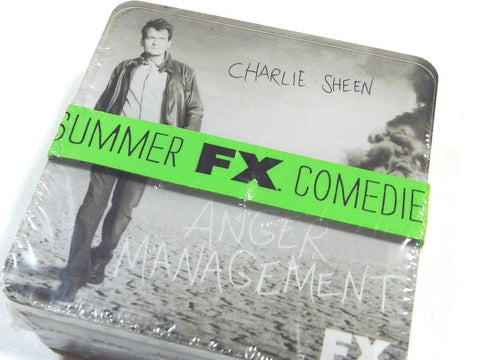 CHARLIE SHEEN
SUMMER FX COMEDIE
ANGER
MANAGEMENT
FX